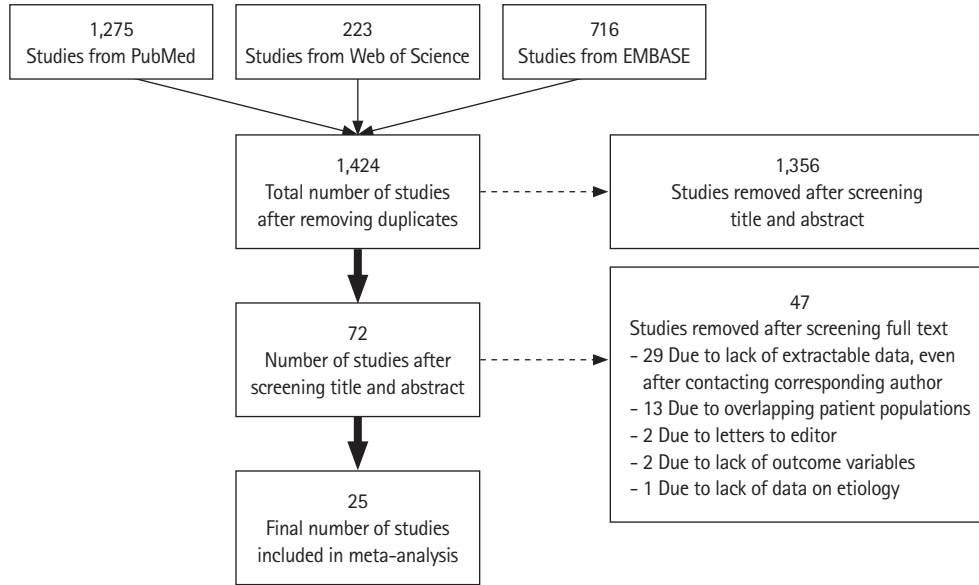 1,275
Studies from PubMed
223
Studies from Web of Science
716
Studies from EMBASE
1,424
Total number of studies
after removing duplicates
1,356
Studies removed after screening
title and abstract
72
Number of studies after
screening title and abstract
47
Studies removed after screening full text
- 29 Due to lack of extractable data, even
after contacting corresponding author
- 13 Due to overlapping patient populations
- 2 Due to letters to editor
- 2 Due to lack of outcome variables
- 1 Due to lack of data on etiology
25
Final number of studies
included in meta-analysis